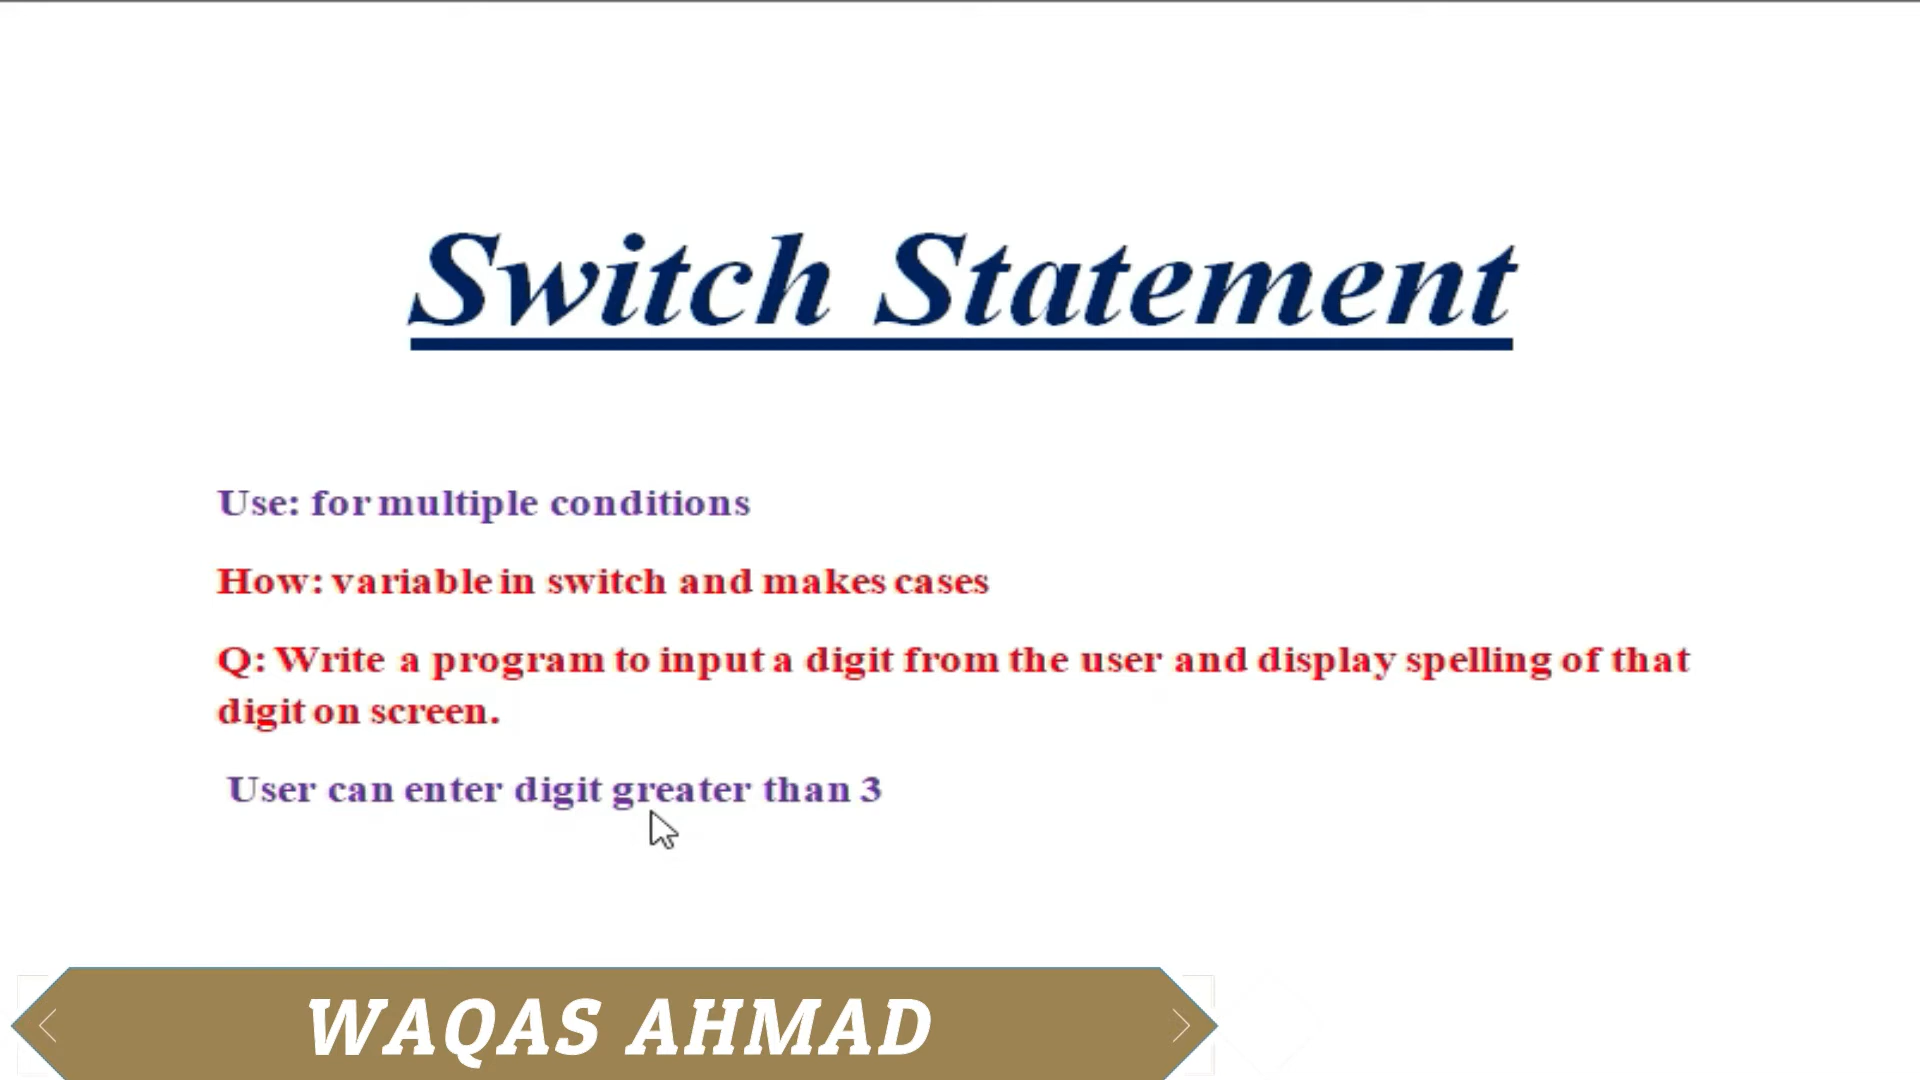 Switch Statement
Use: for multiple conditions
How: variable in switch and makes cases
Q: Write a program to input a digit from the user and display spelling of that
digit on screen.
User can enter digit greater than 3
WAQAS AHMAD